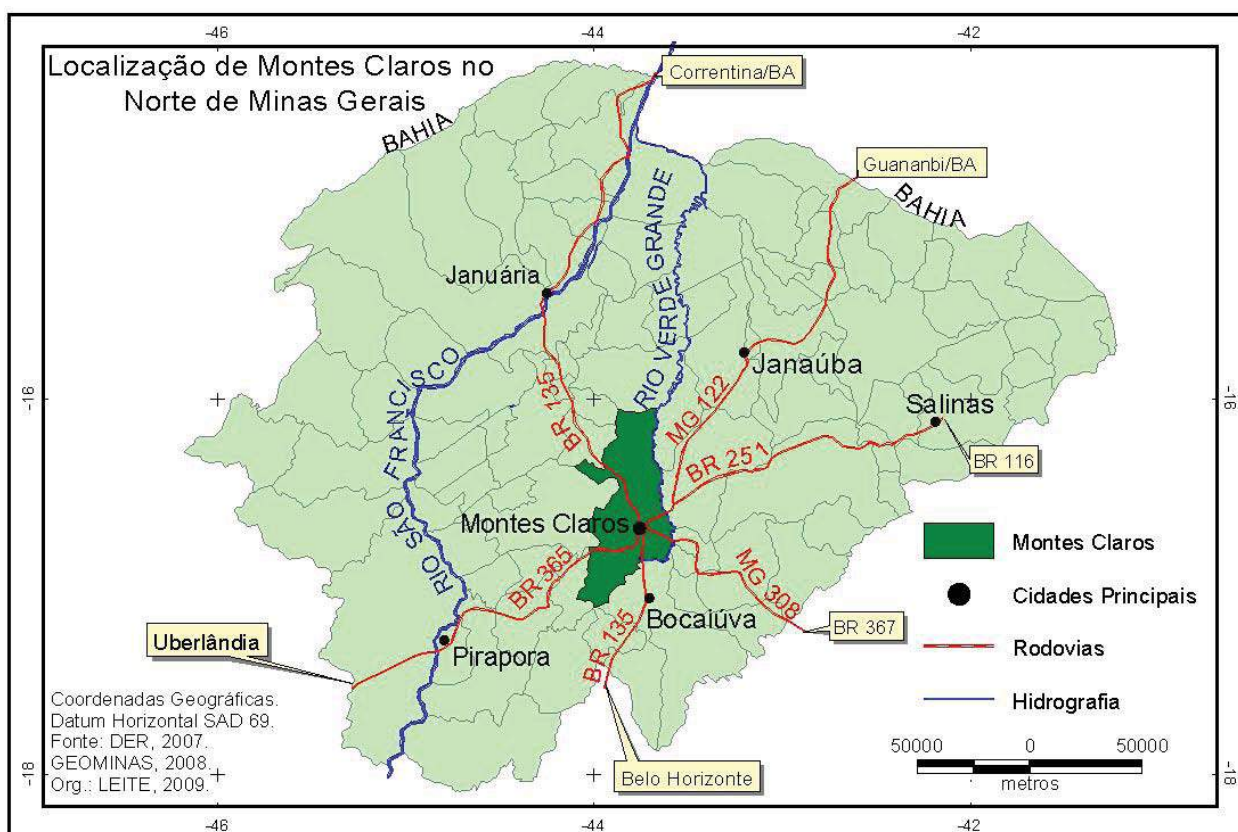 -46
-44
-42
Localização de Montes Claros no
Norte de Minas Gerais
Correntina/BA
BAHIA
Guananbi/BA
BAHIA
RIO VERDE GRANDE
Januária
RIO SÃO FRANCISCO
BR 135
Janaúba
MG 122
Salinas
-16
-18
BR 251
BR 116
Montes Claros
Montes Claros
BR 365
MG 308
Cidades Principais
Bocaiúva
BR 367
Uberlândia
Pirapora
BR 135
Rodovias
Hidrografia
Coordenadas Geográficas.
Datum Horizontal SAD 69.
Fonte: DER, 2007.
GEOMINAS, 2008.
Org.: LEITE, 2009.
50000 0 50000
metros
Belo Horizonte
-18
-18
-46
-44
-42